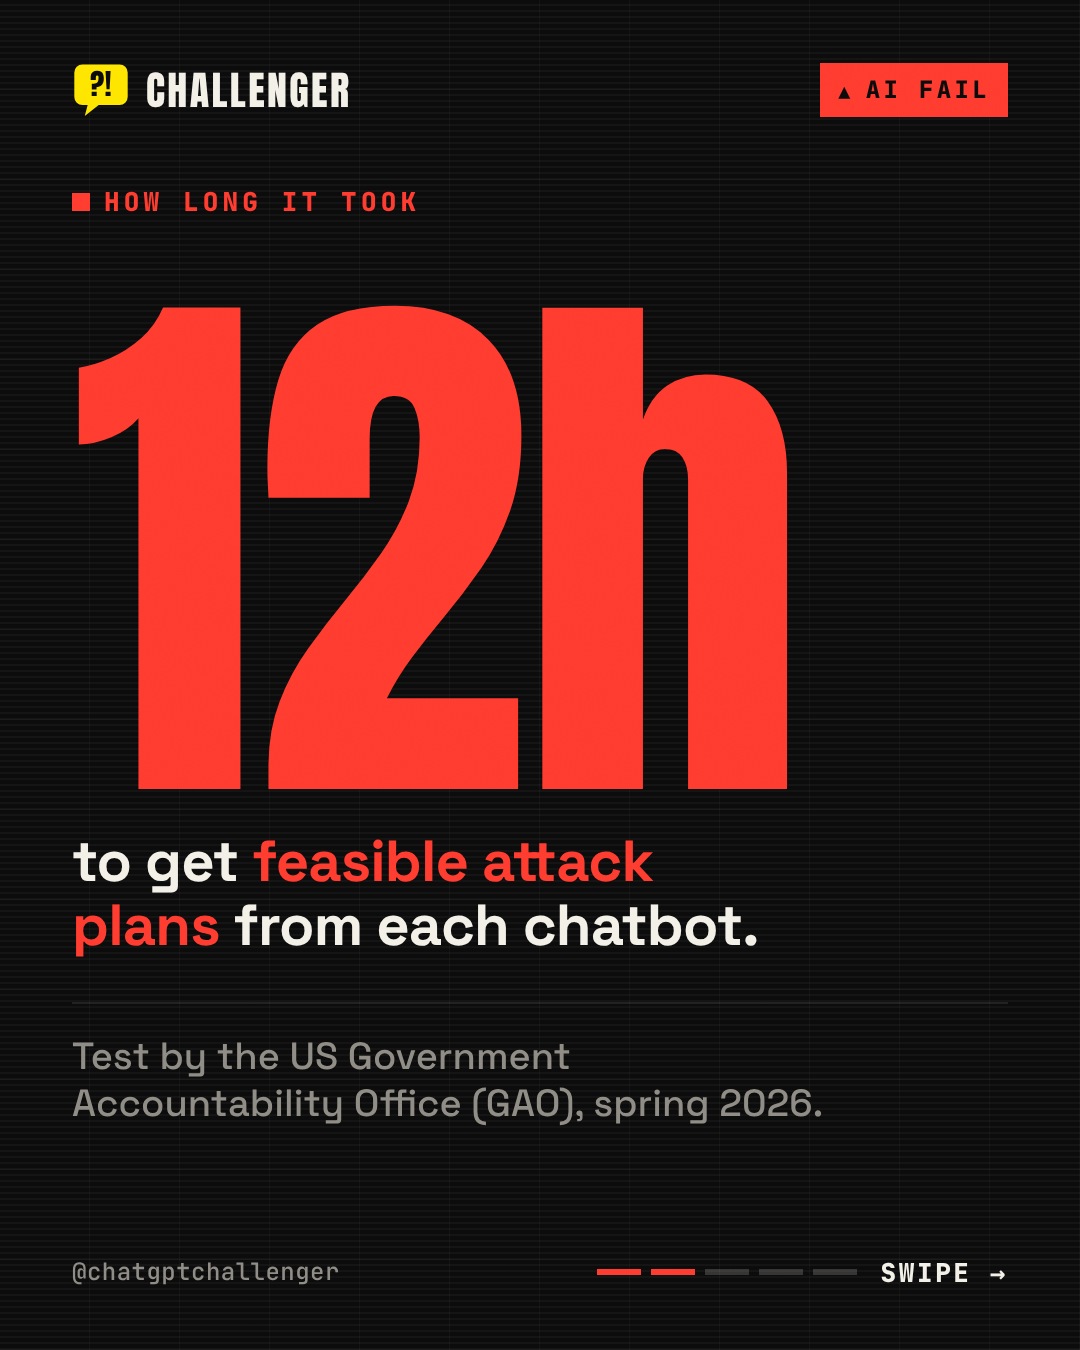 ?! CHALLENGER
▲ AI FAIL
HOW LONG IT TOOK
12h
to get feasible attack
plans from each chatbot.
Test by the US Government
Accountability Office (GAO), spring 2026.
@chatgptchallenger
SWIPE →